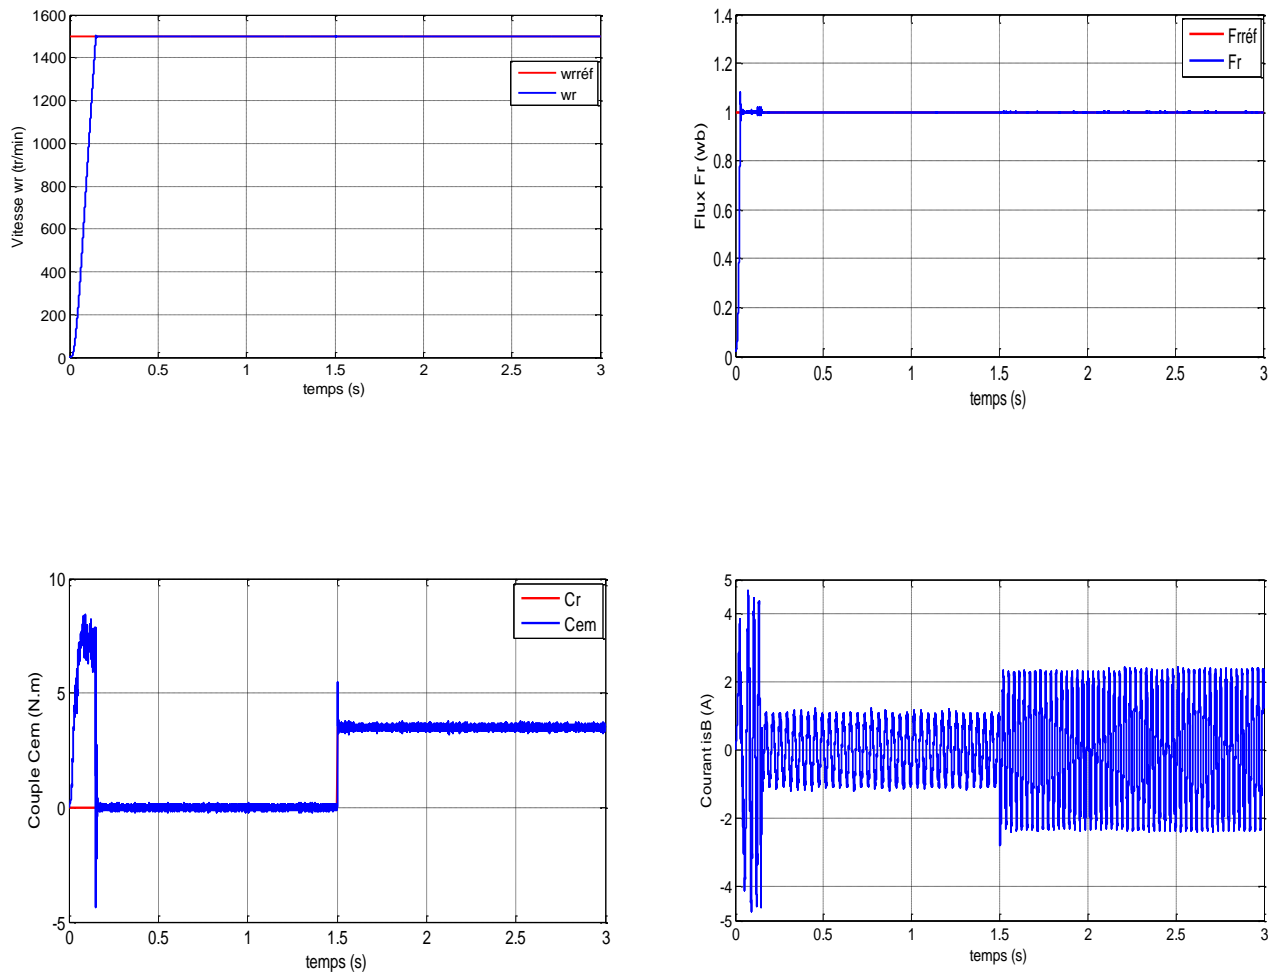 1600
1400
1200
1000
800
600
400
200
0
Vitesse wr (tr/min)
wrréf
wr
0 0.5 1 1.5 2 2.5 3
temps (s)
1.4
1.2
1
0.8
0.6
0.4
0.2
0
Flux Fr (wb)
Frréf
Fr
0 0.5 1 1.5 2 2.5 3
temps (s)
10
5
0
-5
Couple Cem (N.m)
Cr
Cem
0 0.5 1 1.5 2 2.5 3
temps (s)
5
4
2
0
-2
-4
-5
Courant isB (A)
0 0.5 1 1.5 2 2.5 3
temps (s)